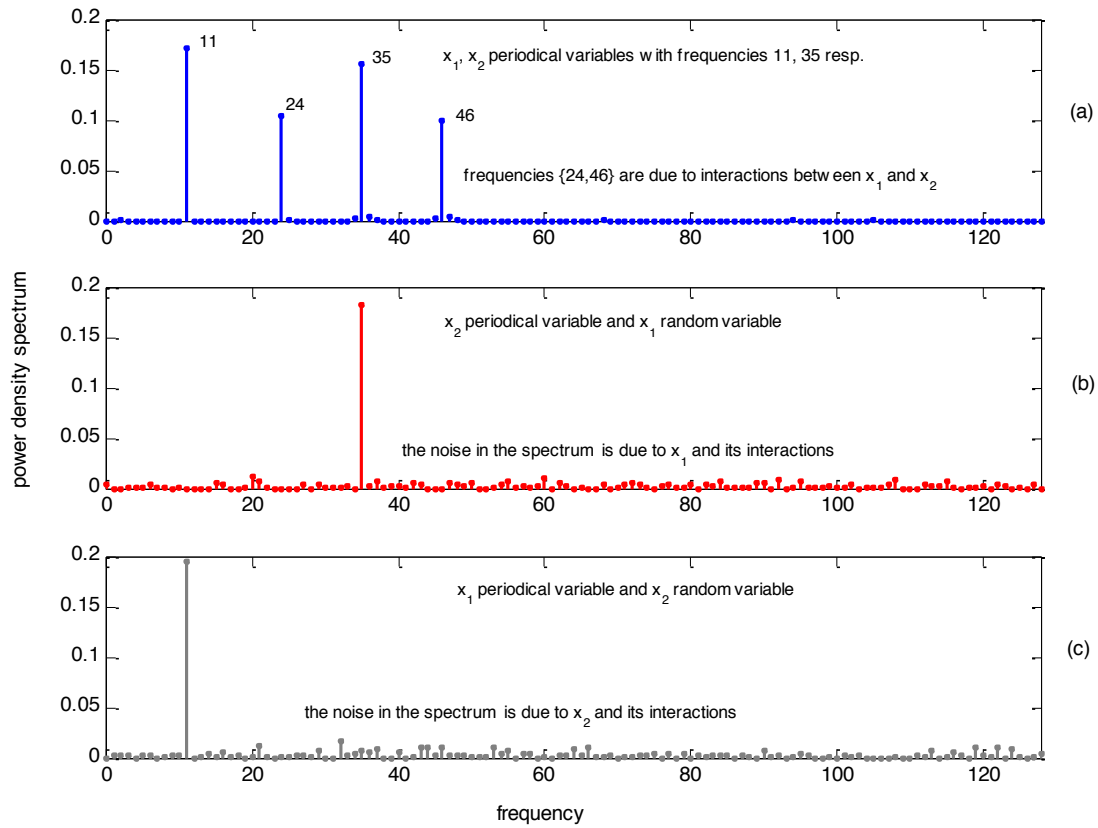 0.2
0.15
0.1
0.05
0
11
24
35
46
x1, x2 periodical variables with frequencies 11, 35 resp.
frequencies {24,46} are due to interactions between x1 and x2
(a)
0 20 40 60 80 100 120
power density spectrum
0.2
0.15
0.1
0.05
0
x2 periodical variable and x1 random variable
the noise in the spectrum is due to x1 and its interactions
(b)
0 20 40 60 80 100 120
0.2
0.15
0.1
0.05
0
x1 periodical variable and x2 random variable
the noise in the spectrum is due to x2 and its interactions
(c)
0 20 40 60 80 100 120
frequency